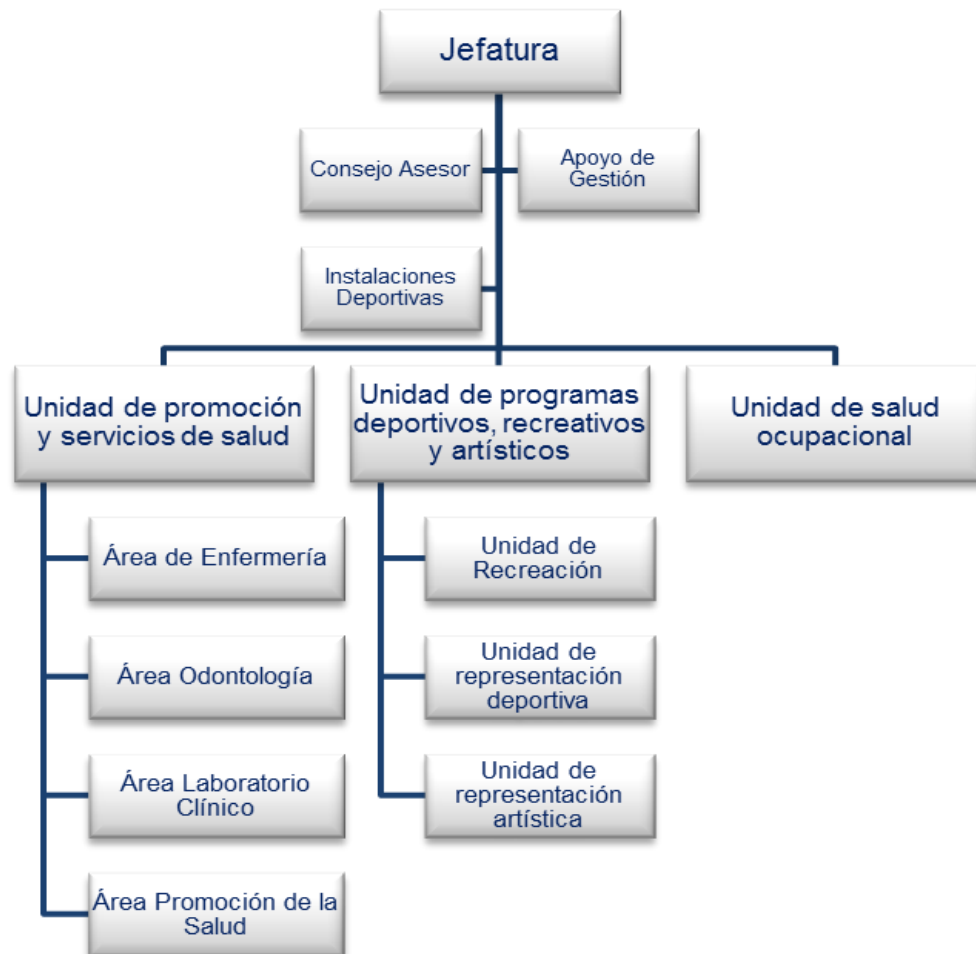 Jefatura
Consejo Asesor
Apoyo de
Gestión
Instalaciones
Deportivas
Unidad de promoción
y servicios de salud
Unidad de programas
deportivos, recreativos
y artísticos
Unidad de salud
ocupacional
Área de Enfermería
Área Odontología
Área Laboratorio
Clínico
Área Promoción de la
Salud
Unidad de
Recreación
Unidad de
representación
deportiva
Unidad de
representación
artística